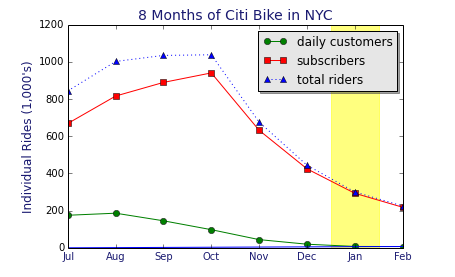 8 Months of Citi Bike in NYC
Individual Rides (1,000's)
1200
1000
800
600
400
200
0
daily customers
subscribers
total riders
Jul Aug Sep Oct Nov Dec Jan Feb